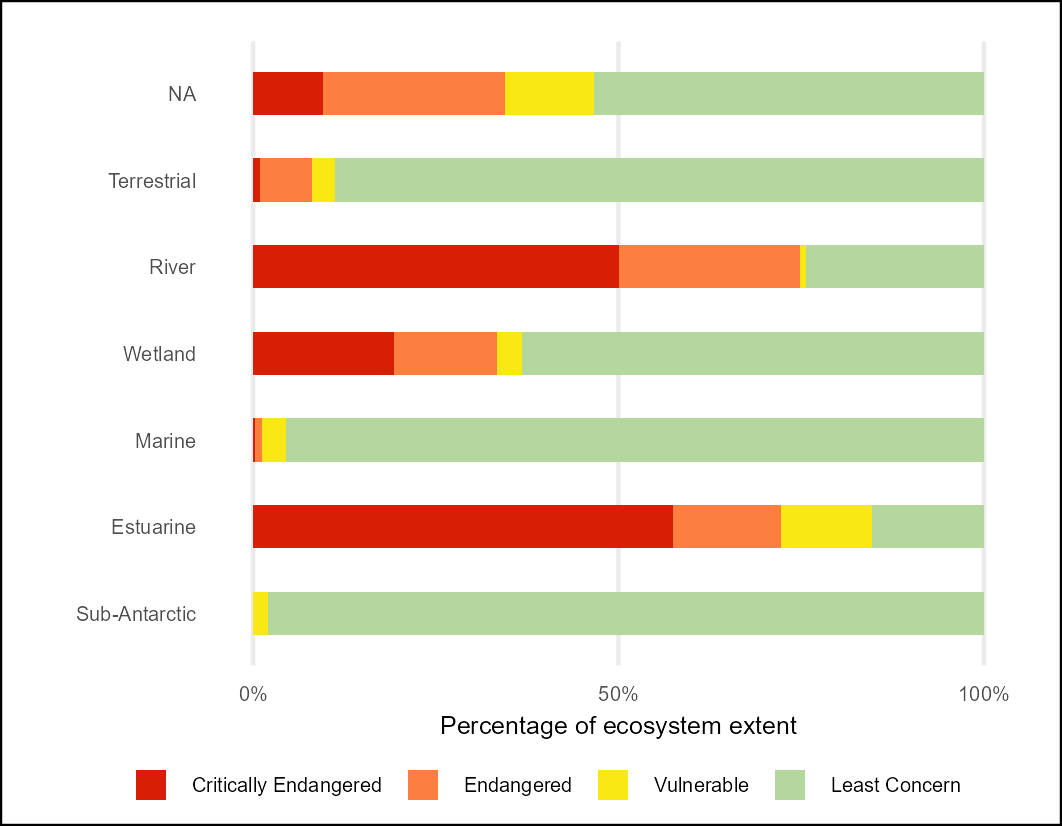 NA
Terrestrial
River
Wetland
Marine
Estuarine
Sub-Antarctic
0% 50% 100%
Percentage of ecosystem extent
Critically Endangered Endangered Vulnerable Least Concern